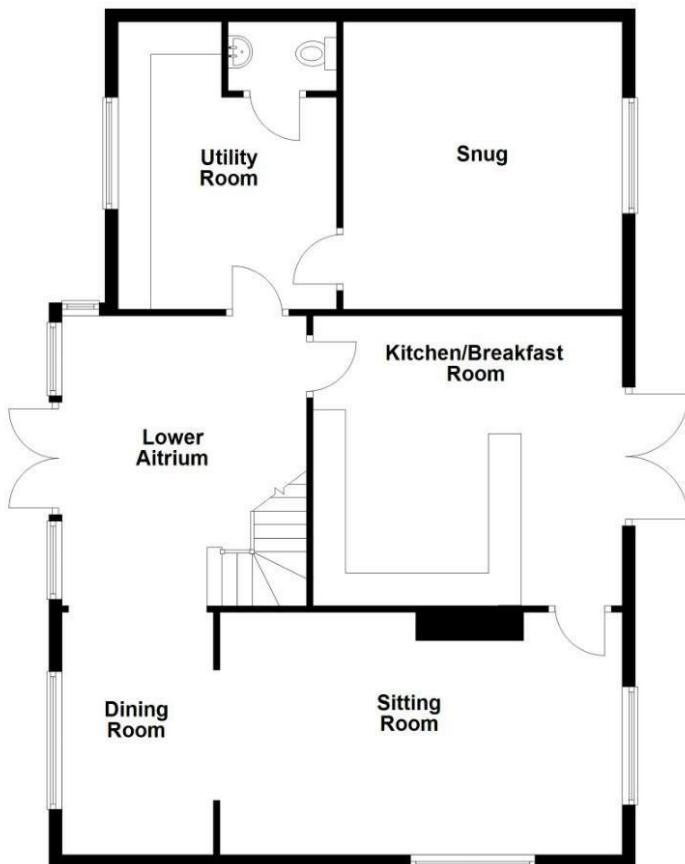 Utility
Room
Snug
Kitchen/Breakfast
Room
Lower
Aitrium
Dining
Room
Sitting
Room